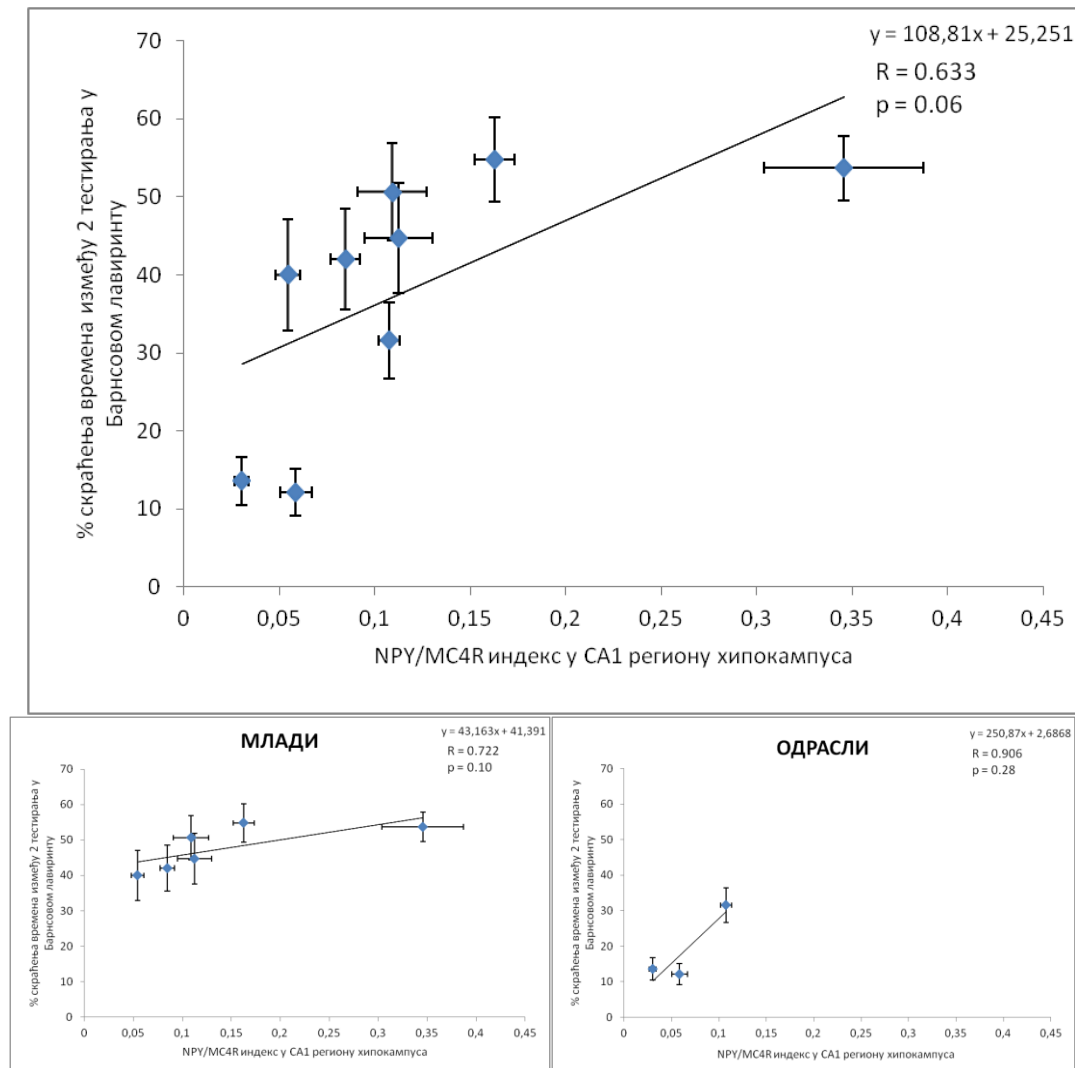 y = 108,81x + 25,251
R = 0.633
p = 0.06
% скраћења времена између 2 тестирања у
Барнсовом лавиринту
70
60
50
40
30
20
10
0
0 0,05 0,1 0,15 0,2 0,25 0,3 0,35 0,4 0,45
NPY/MC4R индекс у CA1 региону хипокампуса
МЛАДИ
y = 43,163x + 41,391
R = 0.722
p = 0.10
% скраћења времена између 2 тестирања у
Барнсовом лавиринту
70
60
50
40
30
20
10
0
0 0,05 0,1 0,15 0,2 0,25 0,3 0,35 0,4 0,45
NPY/MC4R индекс у CA1 региону хипокампуса
ОДРАСЛИ
y = 250,87x + 2,6868
R = 0.906
p = 0.28
% скраћења времена између 2 тестирања у
Барнсовом лавиринту
70
60
50
40
30
20
10
0
0 0,05 0,1 0,15 0,2 0,25 0,3 0,35 0,4 0,45
NPY/MC4R индекс у CA1 региону хипокампуса